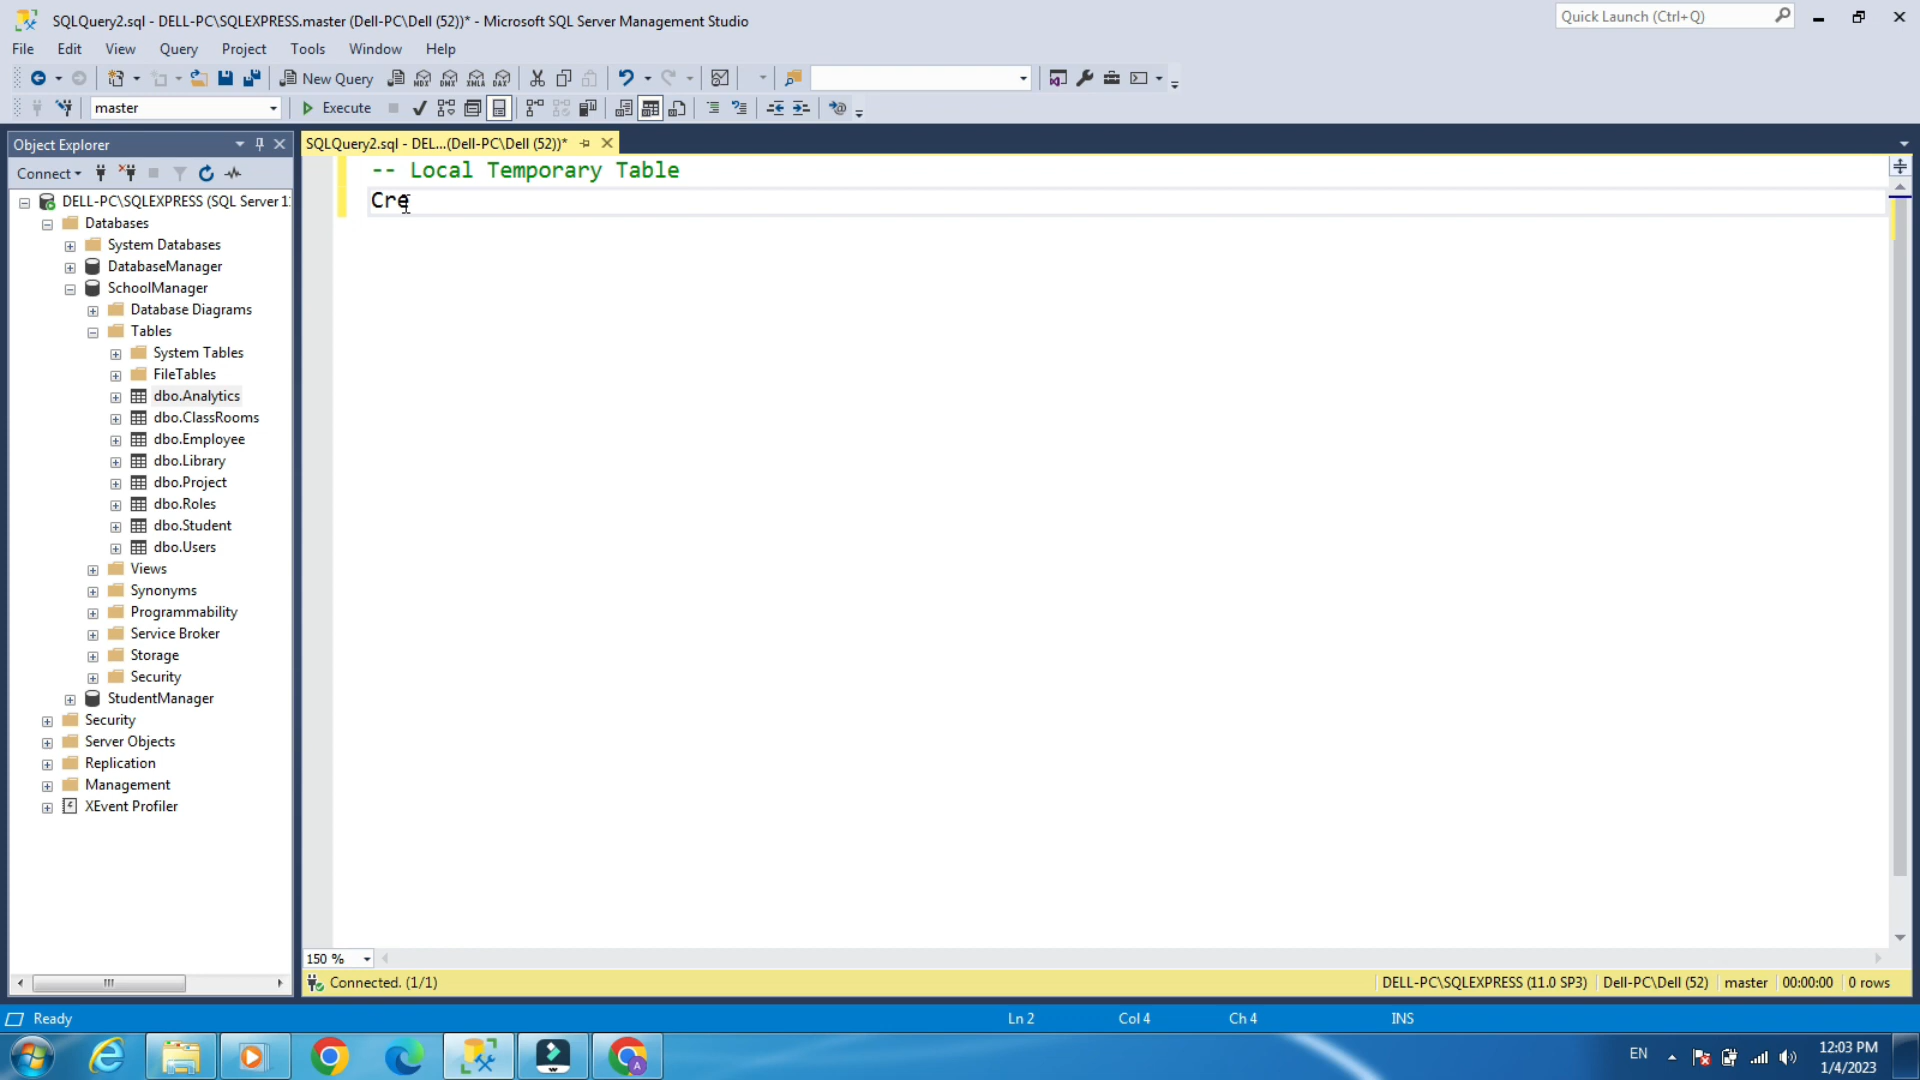 SQLQuery2.sql - DELL-PC\SQLEXPRESS.master (Dell-PC\Dell (52))* - Microsoft SQL Server Management Studio
Quick Launch (Ctrl+Q)
File Edit View Query Project Tools Window Help
New Query
MDX DMX XMLA DAX
master
Execute
Object Explorer
SQLQuery2.sql - DEL...(Dell-PC\Dell (52))*
Connect
-- Local Temporary Table
Cre
DELL-PC\SQLEXPRESS (SQL Server 1
Databases
System Databases
DatabaseManager
SchoolManager
Database Diagrams
Tables
System Tables
FileTables
dbo.Analytics
dbo.ClassRooms
dbo.Employee
dbo.Library
dbo.Project
dbo.Roles
dbo.Student
dbo.Users
Views
Synonyms
Programmability
Service Broker
Storage
Security
StudentManager
Security
Server Objects
Replication
Management
XEvent Profiler
150 %
Connected. (1/1)
DELL-PC\SQLEXPRESS (11.0 SP3) Dell-PC\Dell (52) master 00:00:00 0 rows
Ready
Ln 2 Col 4 Ch 4 INS
EN
12:03 PM
1/4/2023